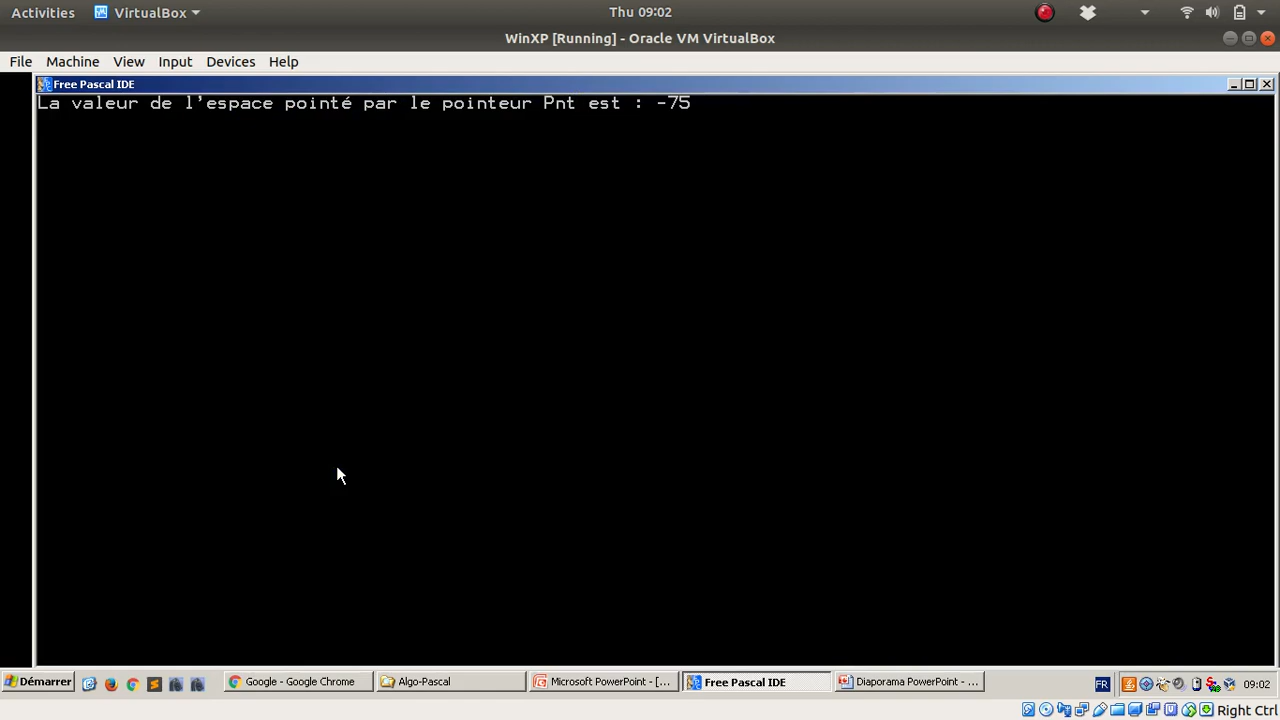 Activities VirtualBox Thu 09:02
WinXP [Running] - Oracle VM VirtualBox
File Machine View Input Devices Help
Free Pascal IDE
La valeur de l'espace pointé par le pointeur Pnt est : -75
Démarrer Google - Google Chrome Algo-Pascal Microsoft PowerPoint - [... Free Pascal IDE Diaporama PowerPoint - ... FR 09:02
Right Ctrl